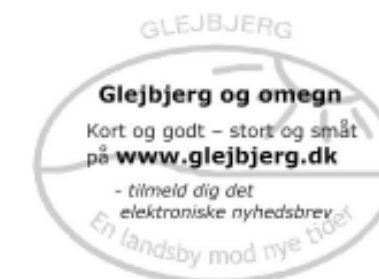 GLEJBJERG
Glejbjerg og omegn
Kort og godt – stort og småt
på www.glejbjerg.dk
- tilmeld dig det
elektroniske nyhedsbrev
En landsby mod nye tider